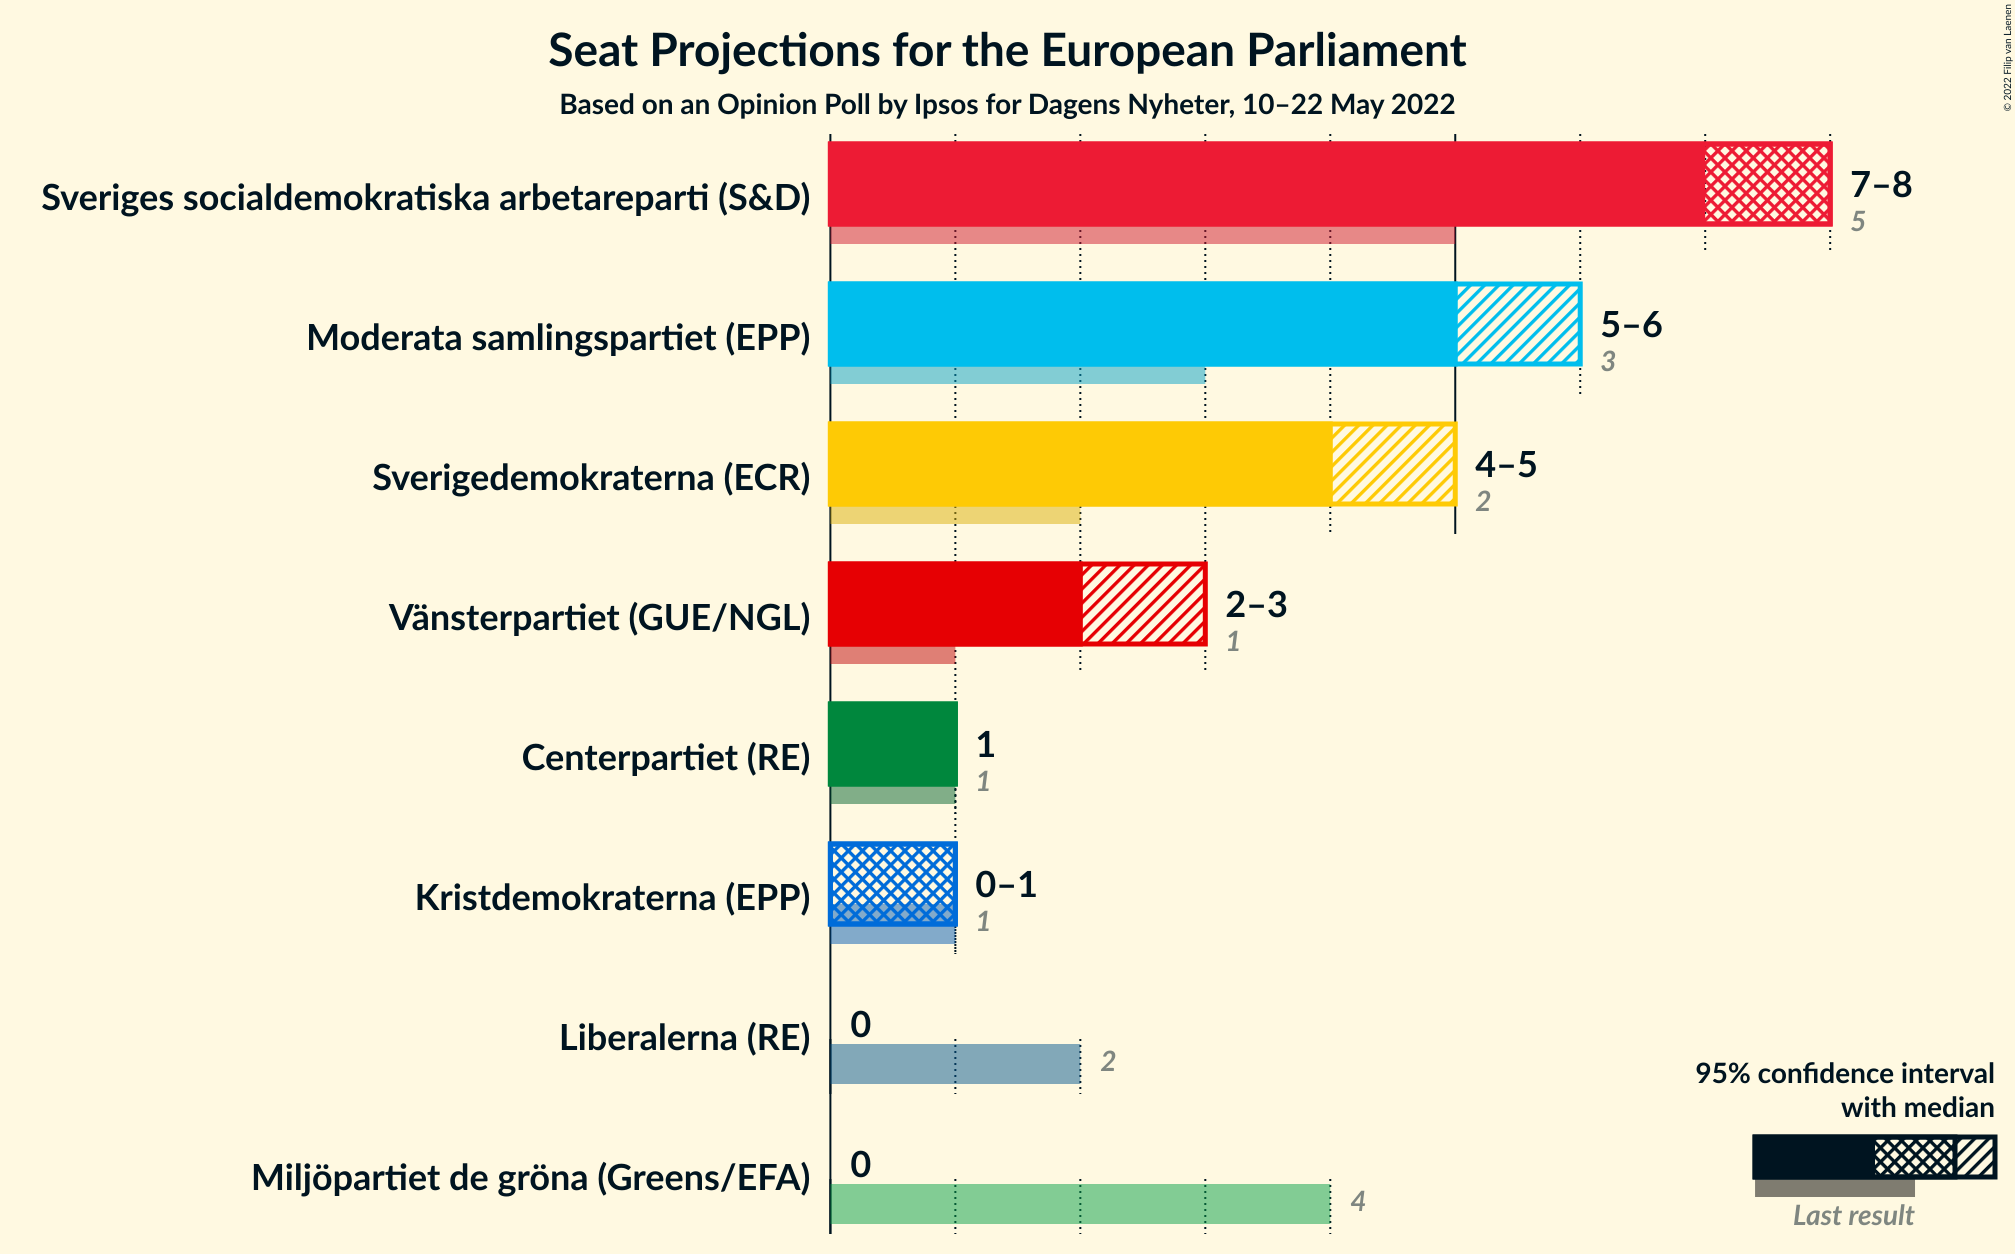 Seat Projections for the European Parliament
Based on an Opinion Poll by Ipsos for Dagens Nyheter, 10–22 May 2022
© 2022 Filip van Laenen
Sveriges socialdemokratiska arbetareparti (S&D)
7–8
5
Moderata samlingspartiet (EPP)
5–6
3
Sverigedemokraterna (ECR)
4–5
2
Vänsterpartiet (GUE/NGL)
2–3
1
Centerpartiet (RE)
1
1
Kristdemokraterna (EPP)
0–1
1
Liberalerna (RE)
0
2
Miljöpartiet de gröna (Greens/EFA)
0
4
95% confidence interval
with median
Last result